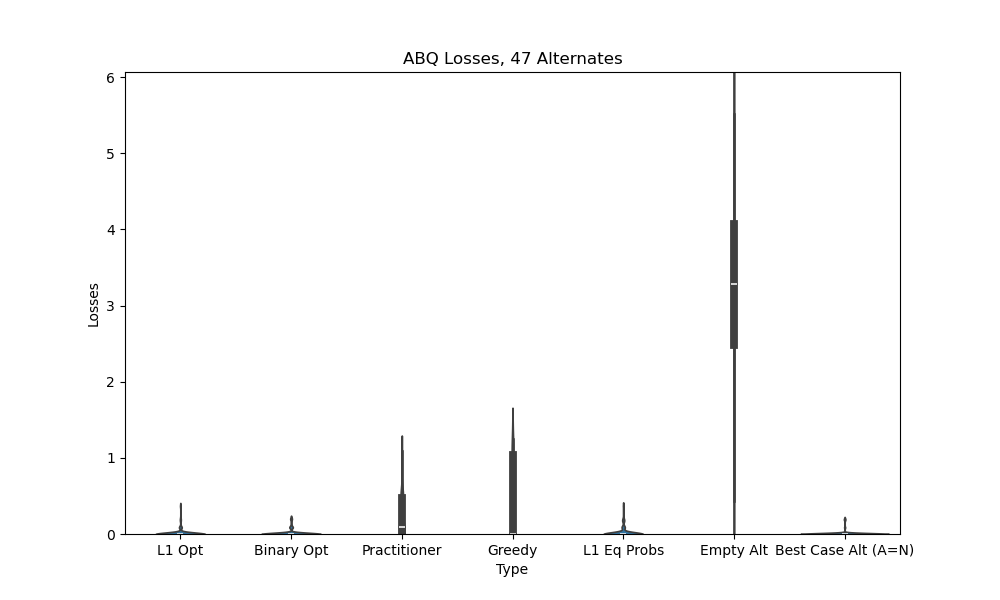 ABQ Losses, 47 Alternates
6
5
4
3
2
1
0
Losses
L1 Opt Binary Opt Practitioner Greedy L1 Eq Probs Empty Alt Best Case Alt (A=N)
Type